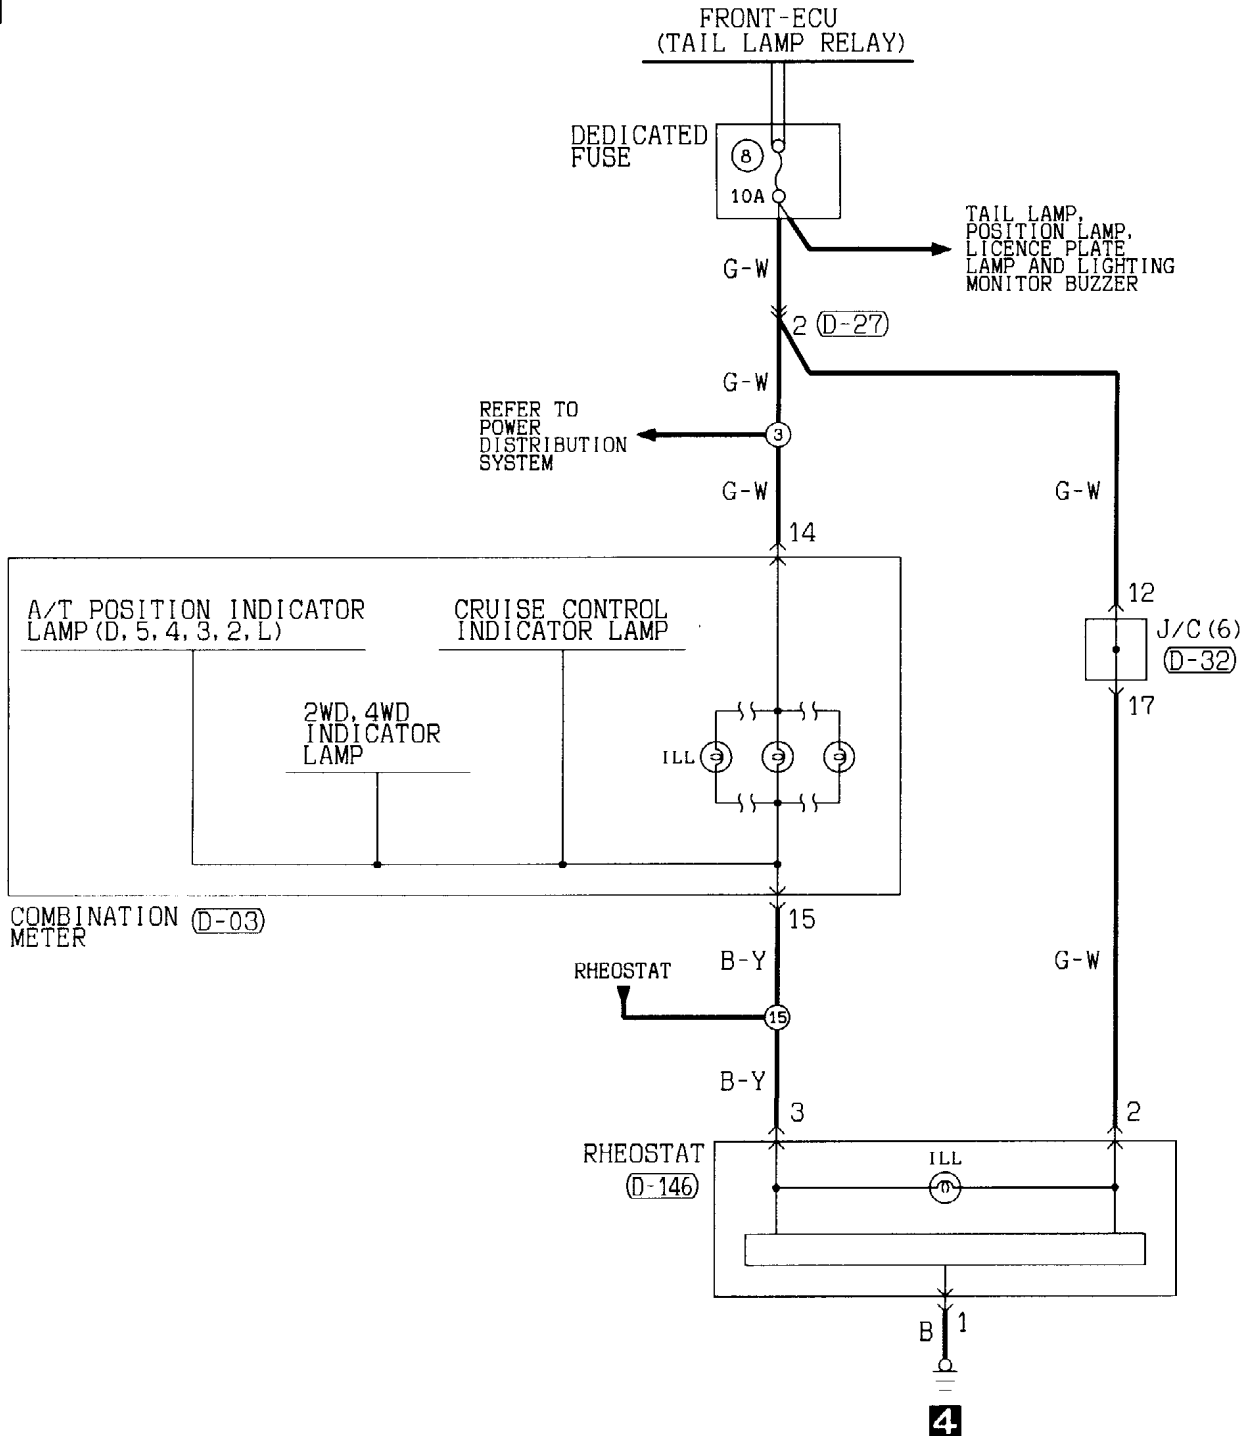 FRONT-ECU
(TAIL LAMP RELAY)
DEDICATED
FUSE
8
10A
TAIL LAMP,
POSITION LAMP,
LICENCE PLATE
LAMP AND LIGHTING
MONITOR BUZZER
G-W
2 (D-27)
G-W
REFER TO
POWER
DISTRIBUTION
SYSTEM
3
G-W
G-W
14
12
A/T POSITION INDICATOR
LAMP(D,5,4,3,2,L)
CRUISE CONTROL
INDICATOR LAMP
J/C(6)
D-32
17
2WD,4WD
INDICATOR
LAMP
ILL
COMBINATION
METER
D-03
15
B-Y
G-W
RHEOSTAT
15
B-Y
3
2
RHEOSTAT
D-146
ILL
B
1
4